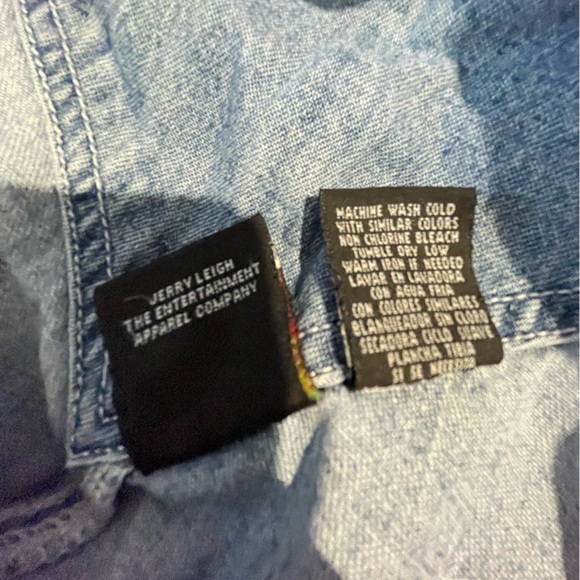 JERRY LEIGH
THE ENTERTAINMENT
APPAREL COMPANY
MACHINE WASH COLD
WITH SIMILAR COLORS
NON CHLORINE BLEACH
TUMBLE DRY LOW
WARM IRON IF NEEDED
LAVAR EN LAVADORA
CON AGUA FRIA
CON COLORES SIMILARES
BLANQUEADOR SIN CLORO
SECADORA CICLO SUAVE
PLANCHA TIBIA
SI SE